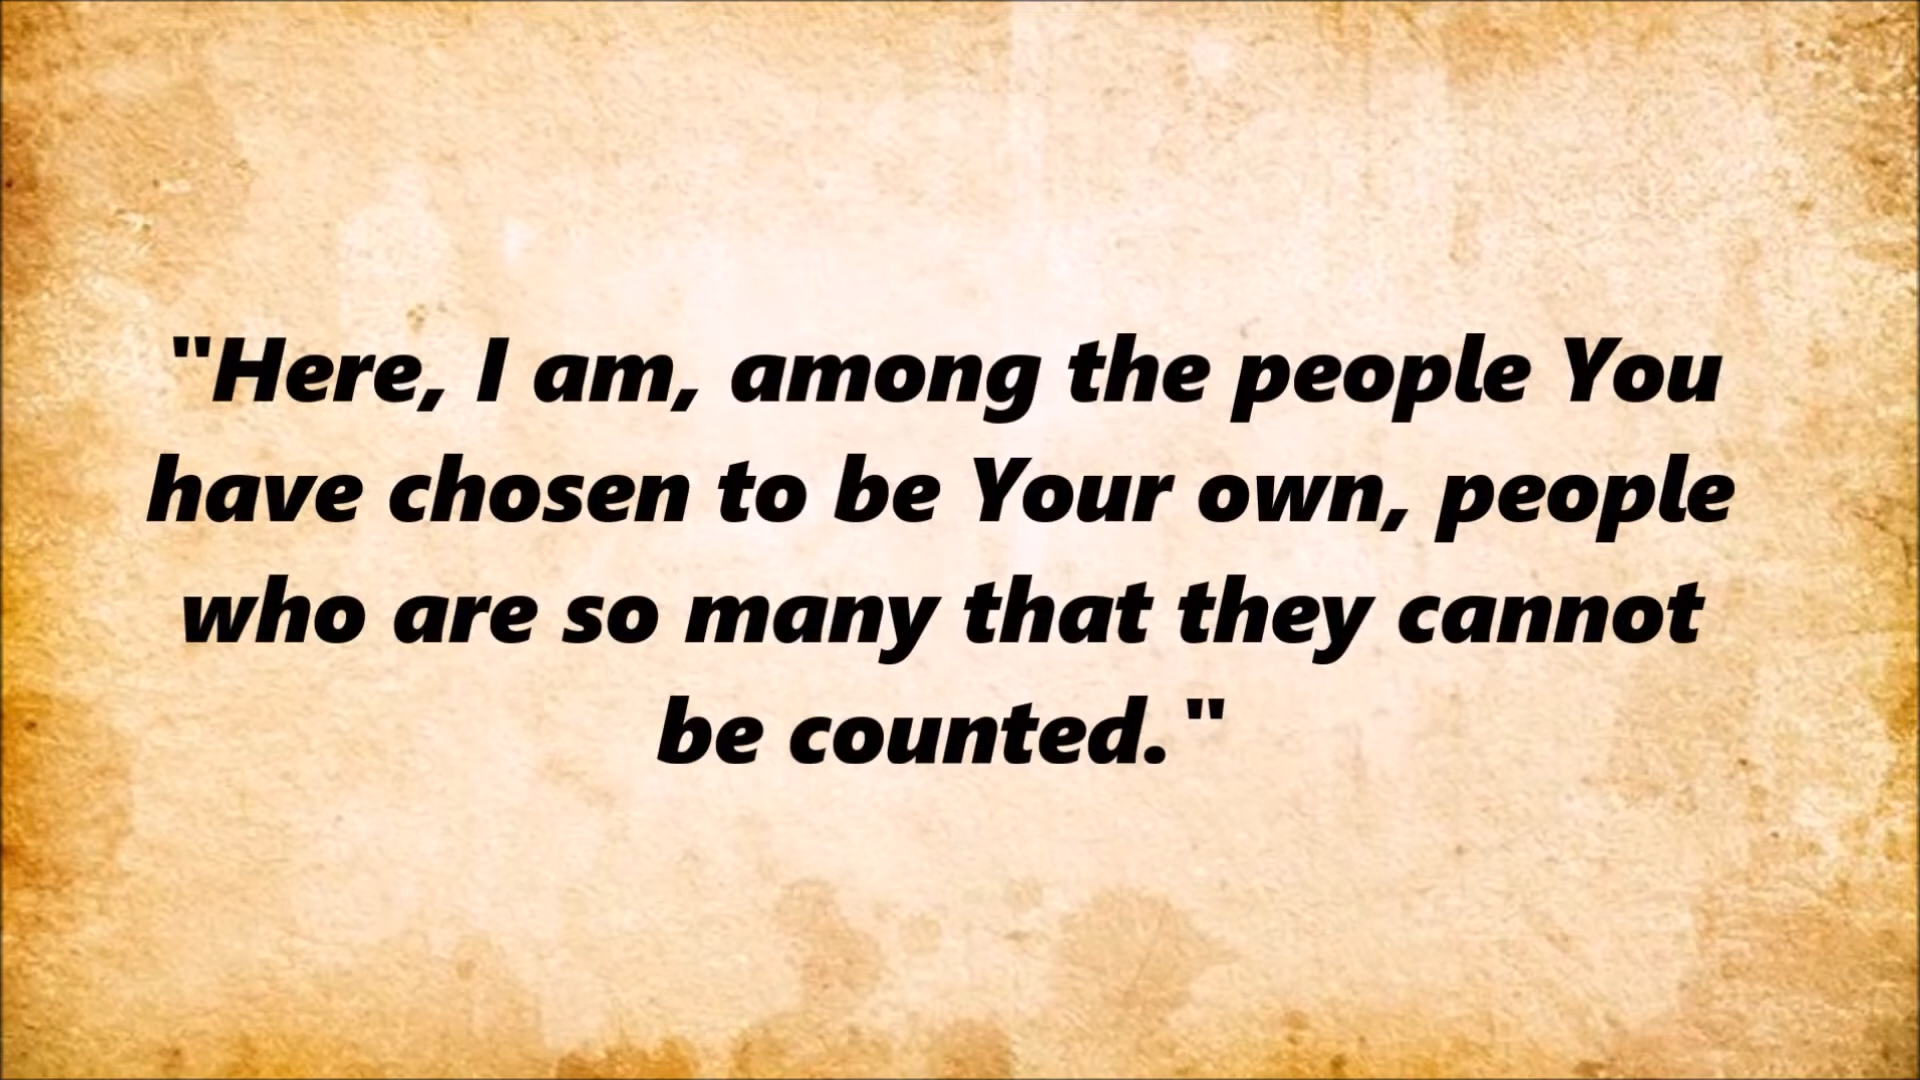 "Here, I am, among the people You
have chosen to be Your own, people
who are so many that they cannot
be counted."